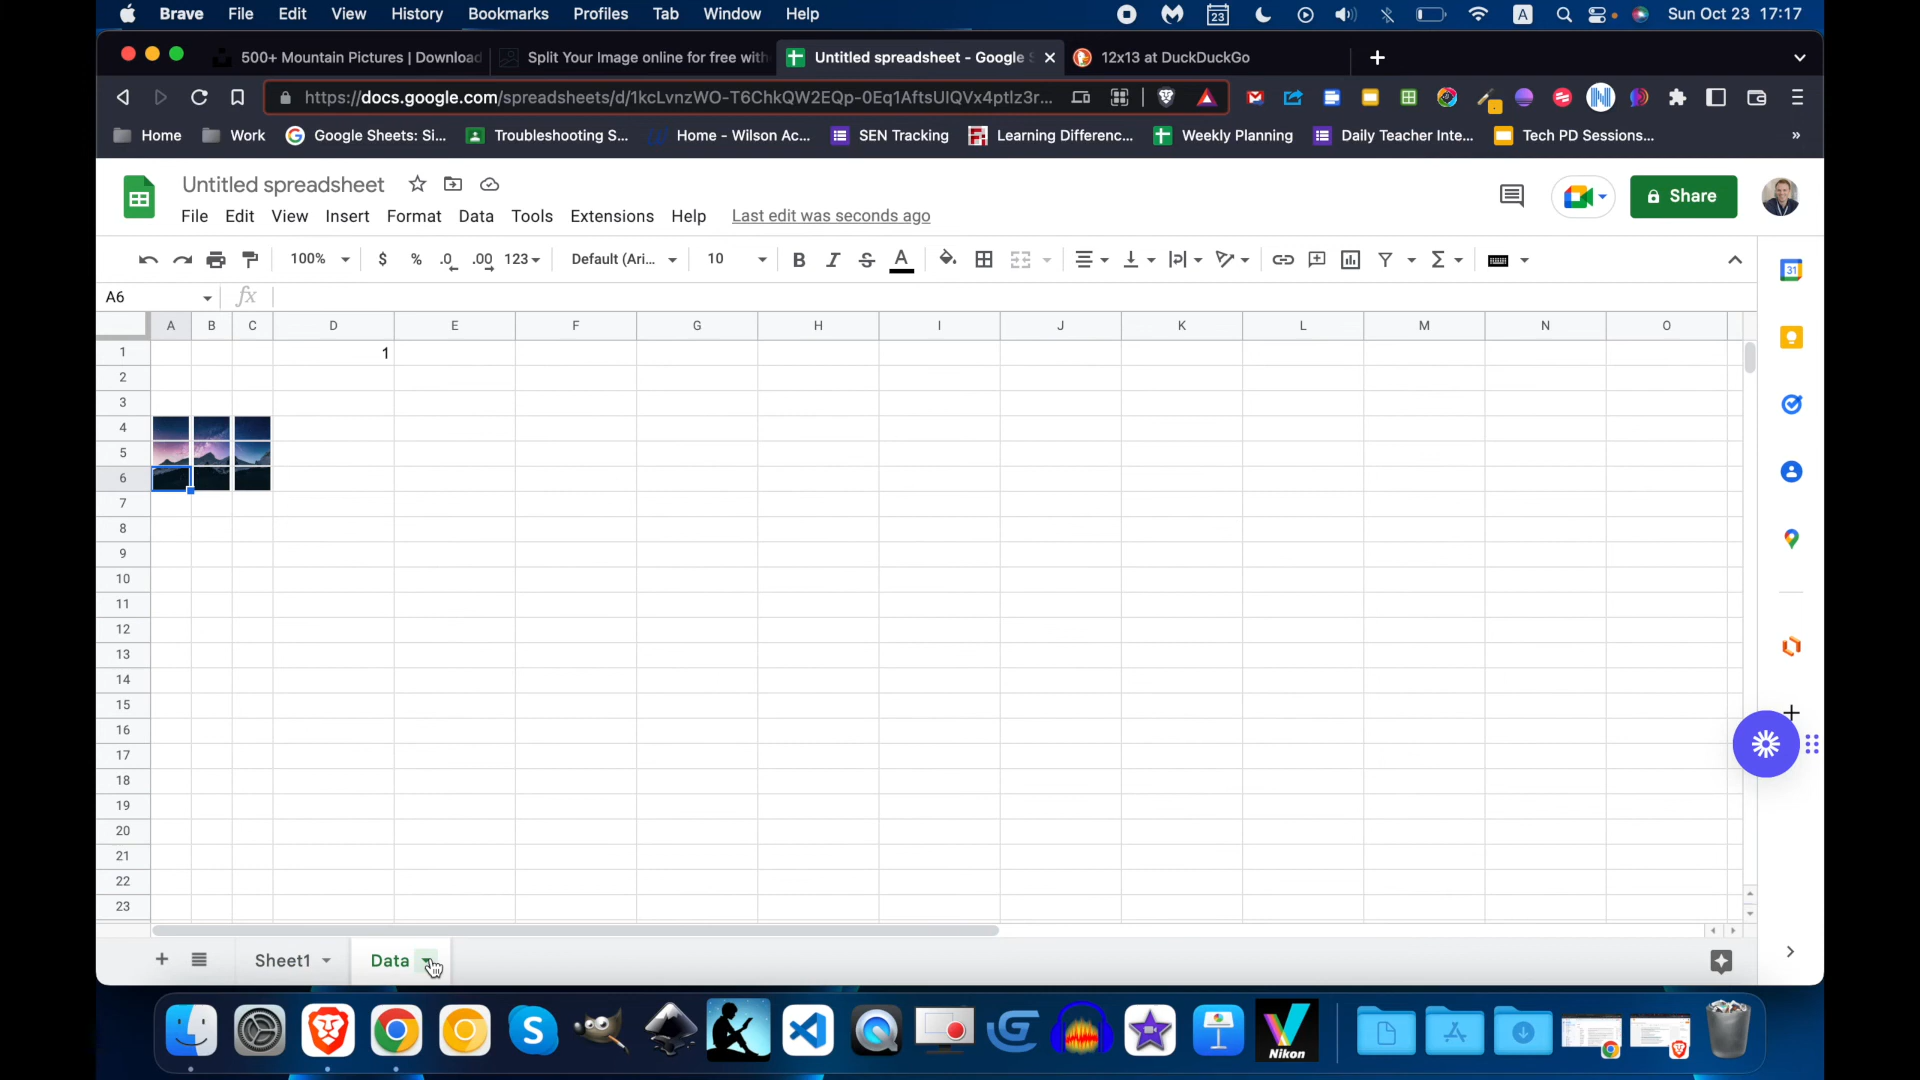 Brave File Edit View History Bookmarks Profiles Tab Window Help 23 A Sun Oct 23 17:17
500+ Mountain Pictures | Download Split Your Image online for free with Untitled spreadsheet - Google S 12x13 at DuckDuckGo
https://docs.google.com/spreadsheets/d/1kcLvnzWO-T6ChkQW2EQp-0Eq1AftsUIQVx4ptlz3r...
Home Work Google Sheets: Si... Troubleshooting S... Home - Wilson Ac... SEN Tracking Learning Differenc... Weekly Planning Daily Teacher Inte... Tech PD Sessions... »
Untitled spreadsheet
File Edit View Insert Format Data Tools Extensions Help Last edit was seconds ago
Share
100% $ % .0 .00 123 Default (Ari... 10 B I S A Σ
A6 fx
A B C D E F G H I J K L M N O
1 1
2
3
4
5
6
7
8
9
10
11
12
13
14
15
16
17
18
19
20
21
22
23
31
+ Sheet1 Data
Nikon